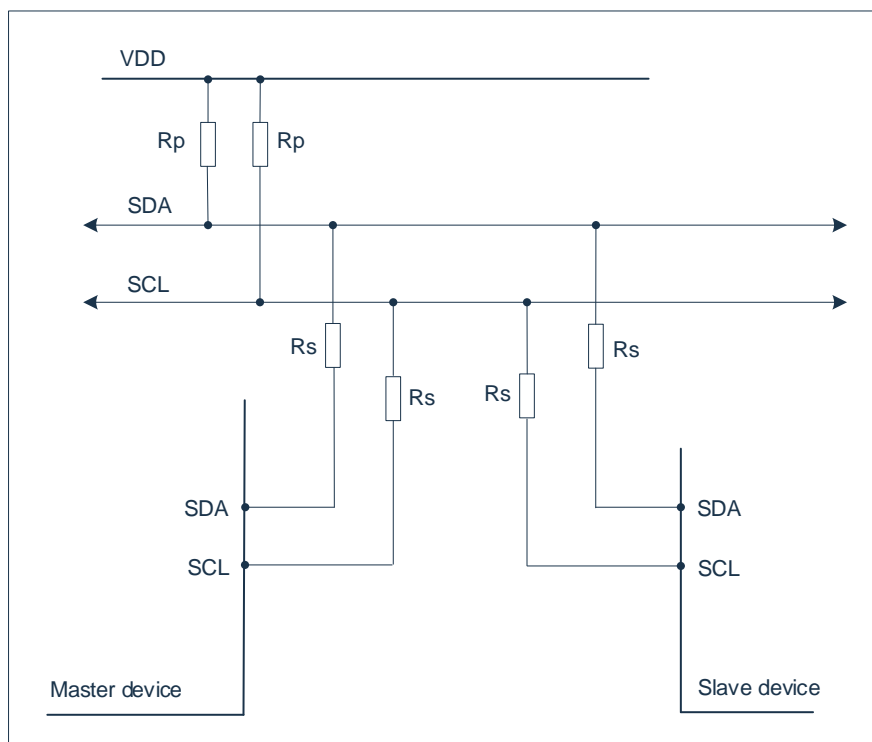 VDD
Rp
Rp
SDA
SCL
Rs
Rs
Rs
Rs
SDA
SDA
SCL
SCL
Master device
Slave device